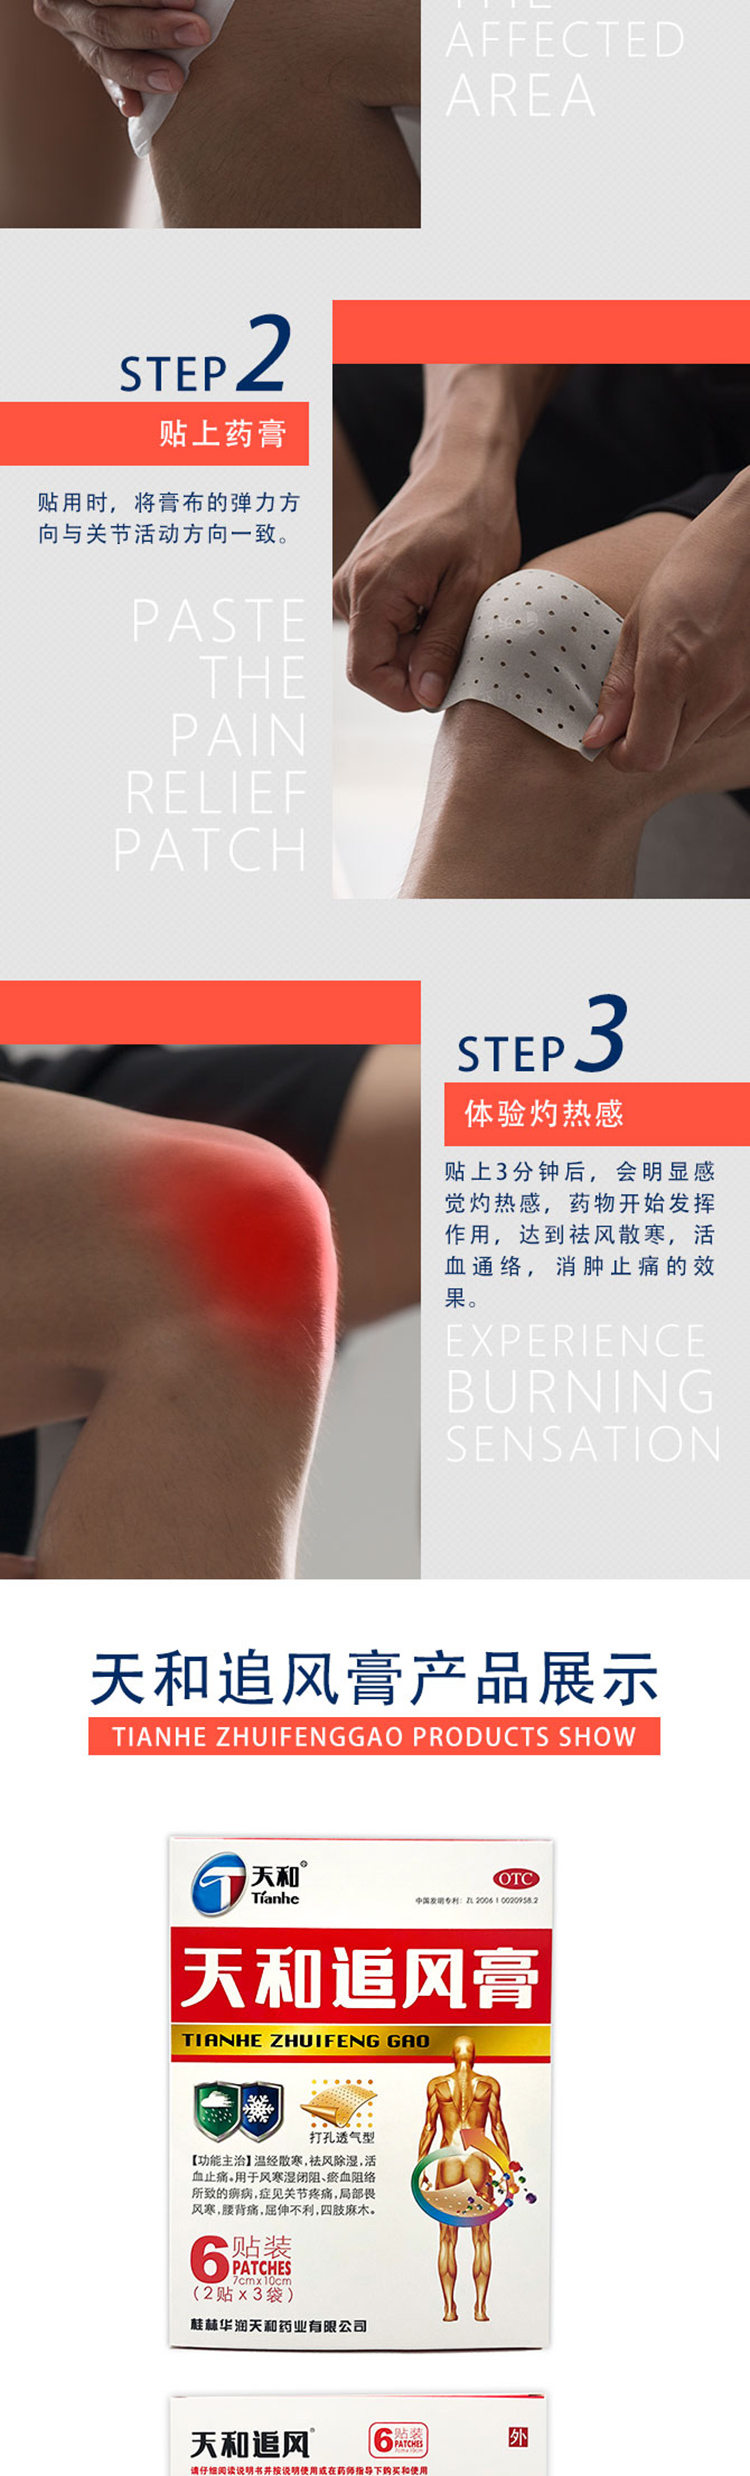 AFFECTED
AREA
STEP 2
贴上药膏
贴用时，将膏布的弹力方
向与关节活动方向一致。
PASTE
THE
PAIN
RELIEF
PATCH
STEP 3
体验灼热感
贴上3分钟后，会明显感
觉灼热感，药物开始发挥
作用，达到祛风散寒，活
血通络，消肿止痛的效
果。
EXPERIENCE
BURNING
SENSATION
天和追风膏产品展示
TIANHE ZHUIFENGGAO PRODUCTS SHOW
天和
Tianhe
OTC
中国发明专利：ZL 2006 1 0020958.2
天和追风膏
TIANHE ZHUIFENG GAO
打孔透气型
【功能主治】温经散寒，祛风除湿，活
血止痛。用于风寒湿闭阻、瘀血阻络
所致的痹病，症见关节疼痛，局部畏
风寒，腰背痛，屈伸不利，四肢麻木。
6贴装
PATCHES
7cmx10cm
（2贴x3袋）
桂林华润天和药业有限公司
天和追风
6贴装
PATCHES
7cmx10cm
外
请仔细阅读说明书并按说明使用或在药师指导下购买和使用